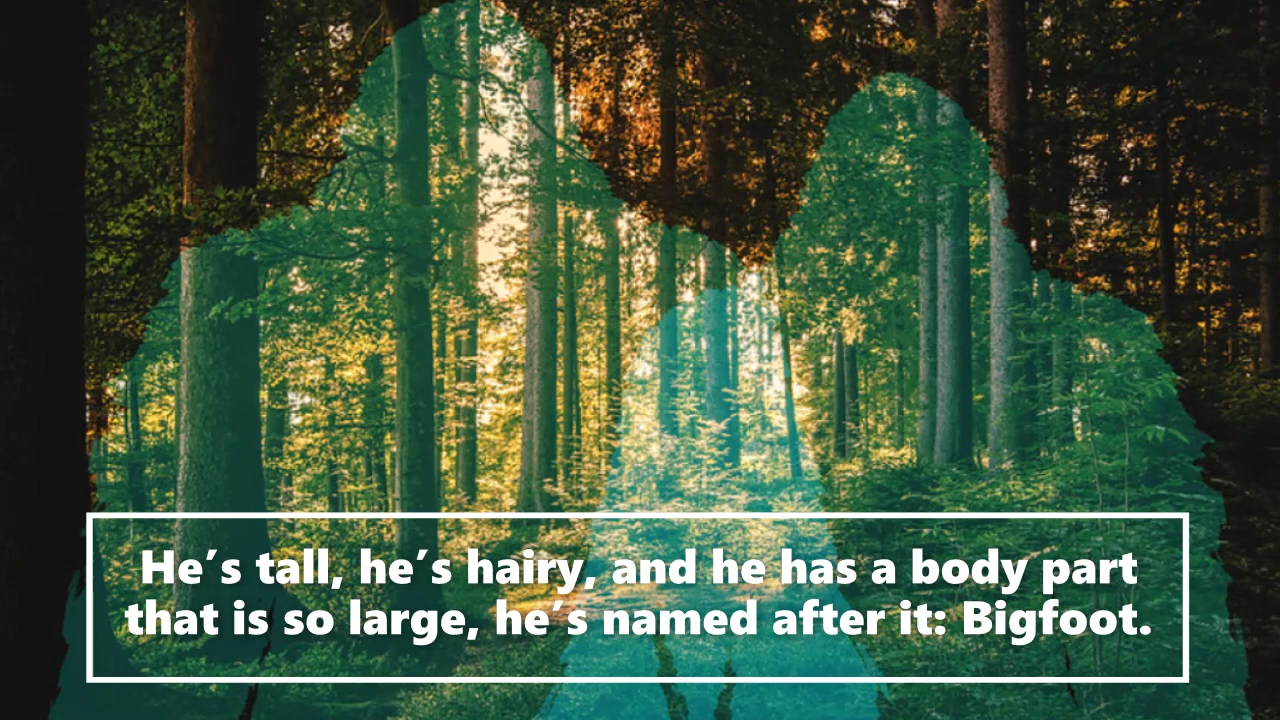 He’s tall, he’s hairy, and he has a body part
that is so large, he’s named after it: Bigfoot.